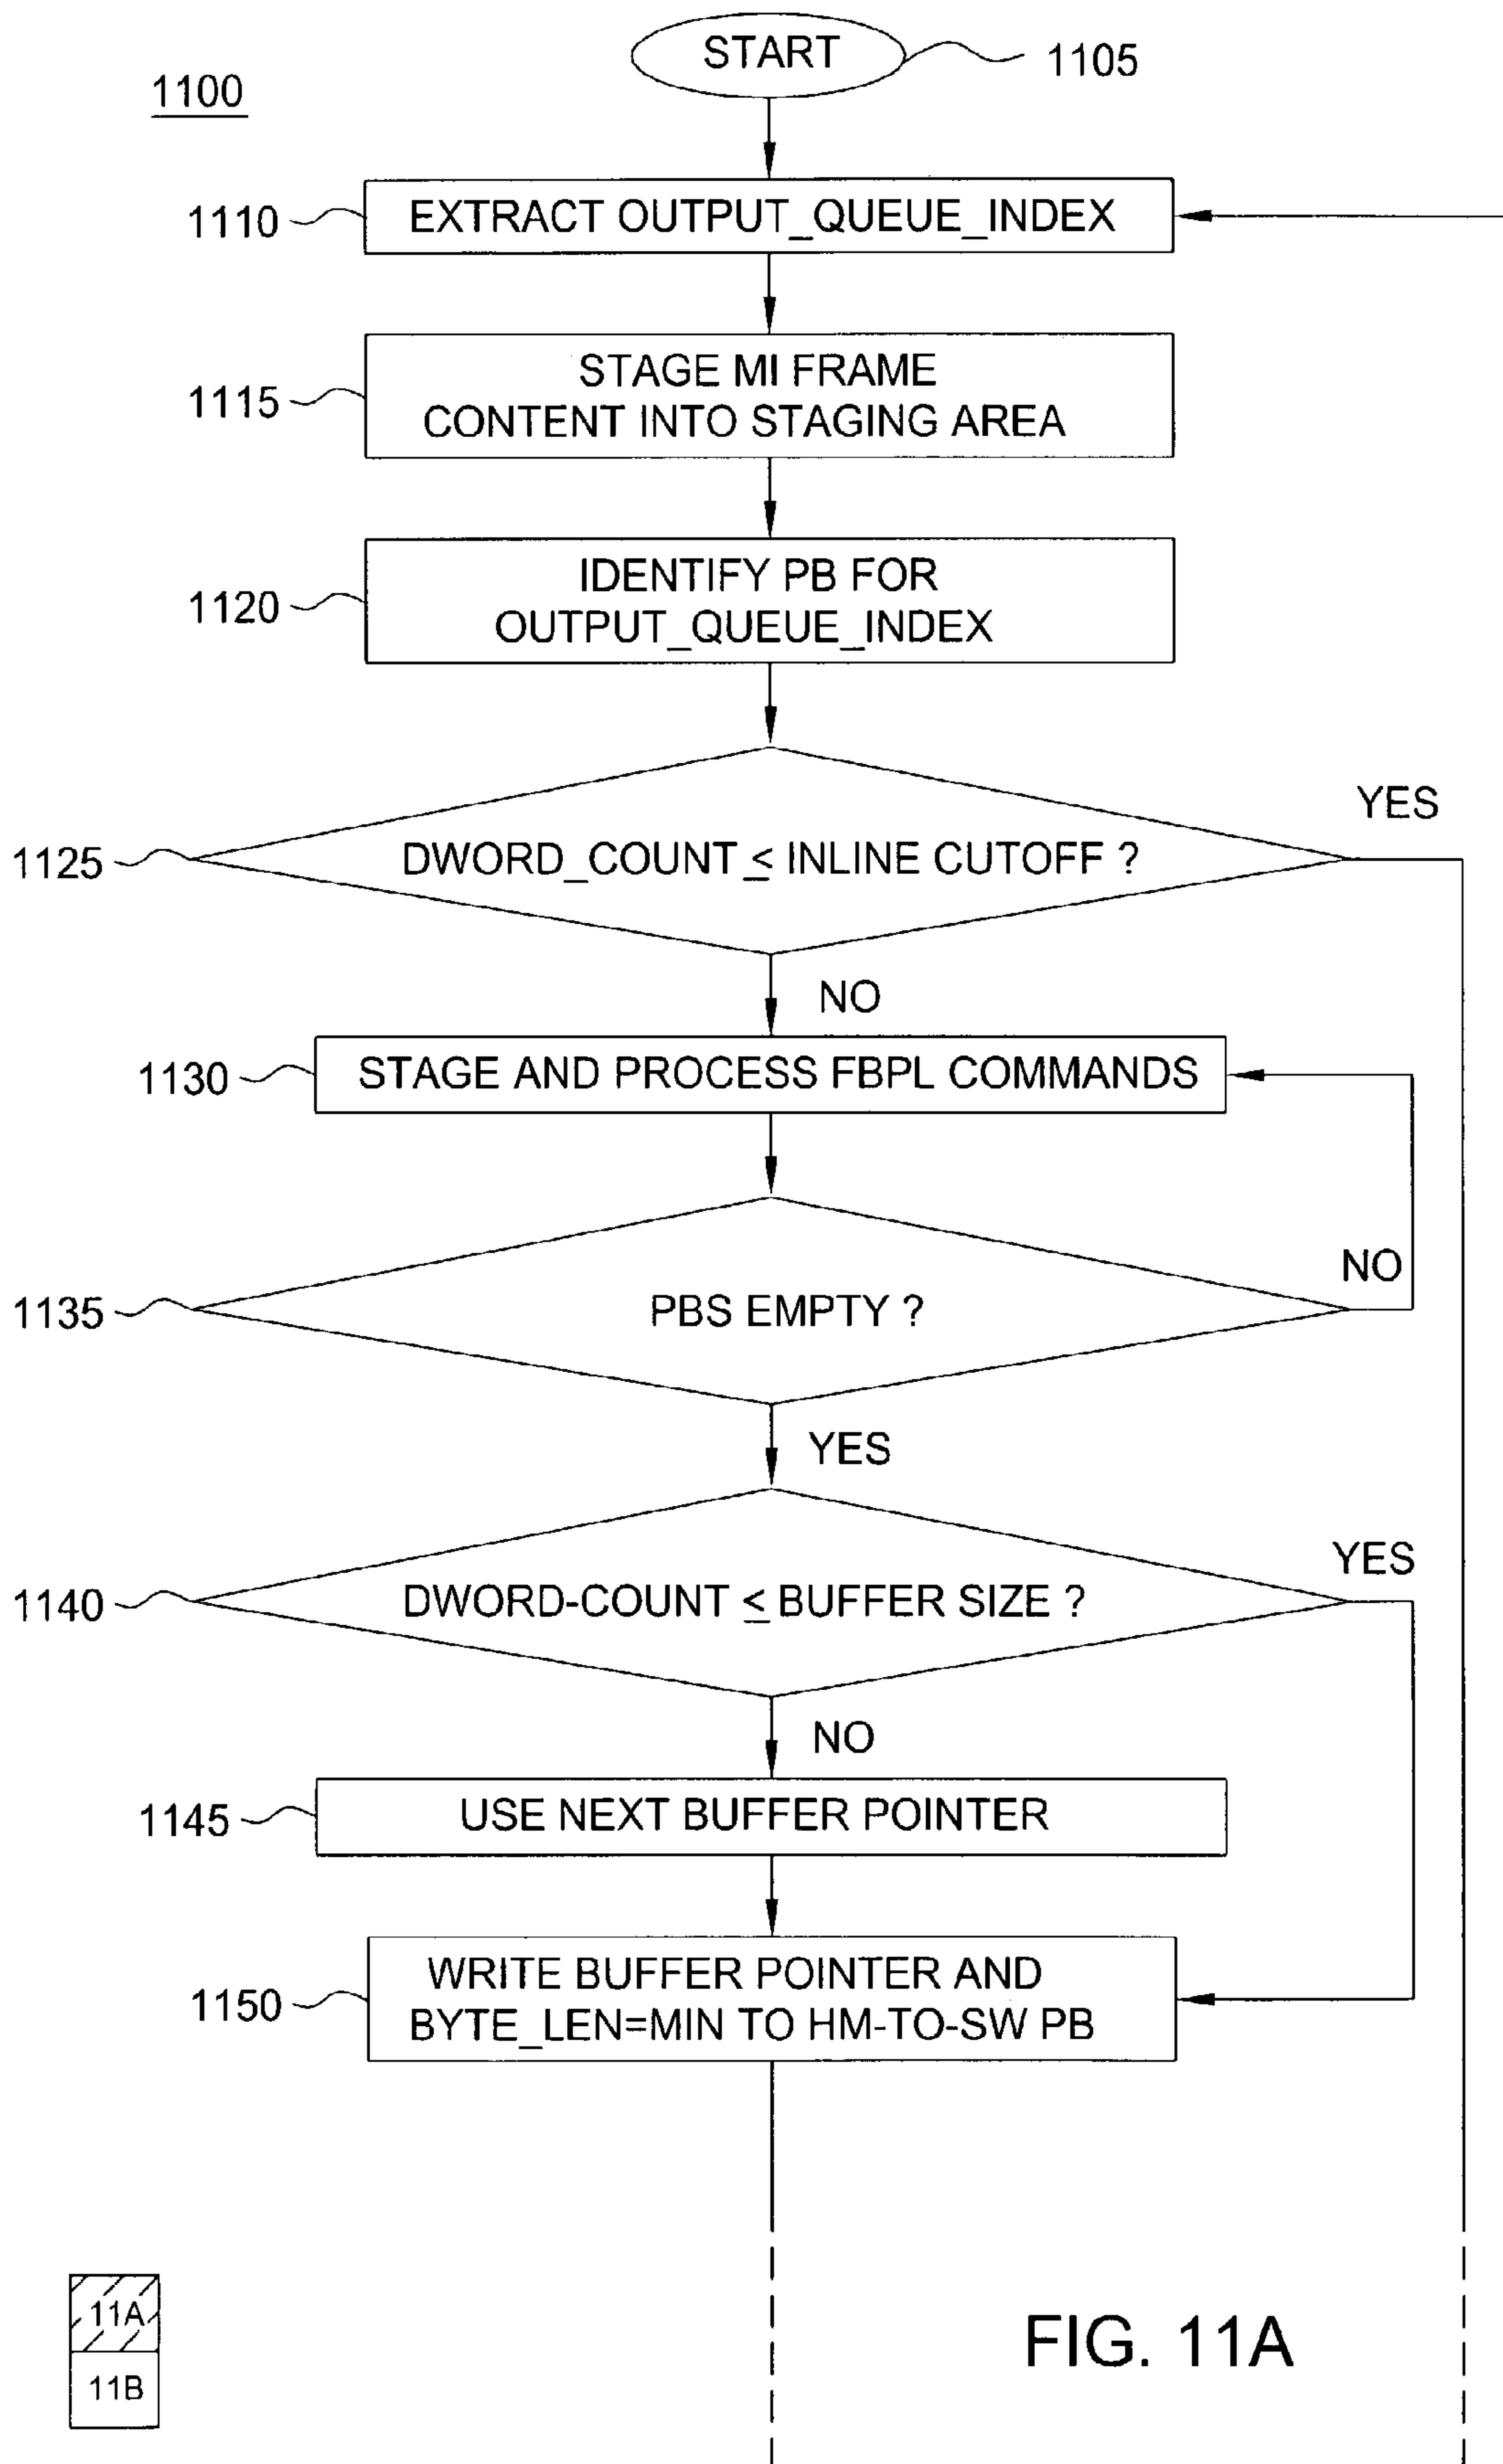 START
1105
1100
1110
EXTRACT OUTPUT_QUEUE_INDEX
1115
STAGE MI FRAME
CONTENT INTO STAGING AREA
1120
IDENTIFY PB FOR
OUTPUT_QUEUE_INDEX
YES
1125
DWORD_COUNT ≤ INLINE CUTOFF ?
NO
1130
STAGE AND PROCESS FBPL COMMANDS
NO
1135
PBS EMPTY ?
YES
YES
1140
DWORD-COUNT ≤ BUFFER SIZE ?
NO
1145
USE NEXT BUFFER POINTER
1150
WRITE BUFFER POINTER AND
BYTE_LEN=MIN TO HM-TO-SW PB
11A
11B
FIG. 11A